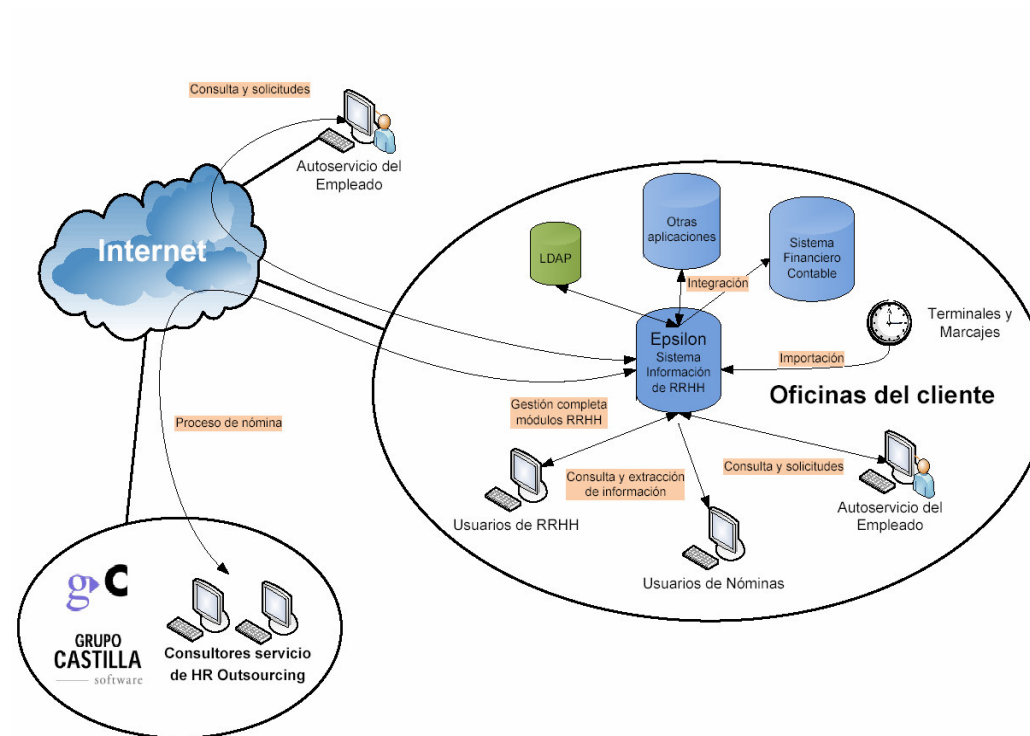 Consulta y solicitudes
Autoservicio del
Empleado
Internet
Otras
aplicaciones
Sistema
Financiero
Contable
LDAP
Integración
Terminales y
Marcajes
Epsilon
Sistema
Información
de RRHH
Importación
Oficinas del cliente
Gestión completa
módulos RRHH
Proceso de nómina
Consulta y extracción
de información
Consulta y solicitudes
Usuarios de RRHH
Autoservicio del
Empleado
Usuarios de Nóminas
g C
GRUPO
CASTILLA
software
Consultores servicio
de HR Outsourcing